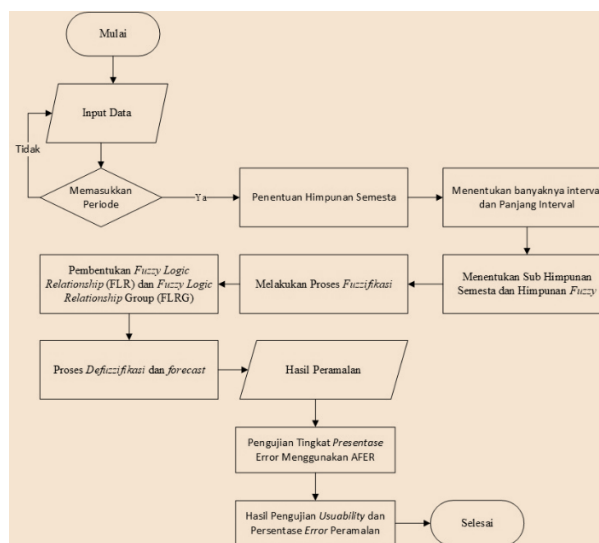 Mulai
Input Data
Tidak
Memasukkan
Periode
Ya
Penentuan Himpunan Semesta
Menentukan banyaknya interval
dan Panjang Interval
Pembentukan Fuzzy Logic
Relationship (FLR) dan Fuzzy Logic
Relationship Group (FLRG)
Melakukan Proses Fuzzifikasi
Menentukan Sub Himpunan
Semesta dan Himpunan Fuzzy
Proses Defuzzifikasi dan forecast
Hasil Peramalan
Pengujian Tingkat Presentase
Error Menggunakan AFER
Hasil Pengujian Usuability dan
Persentase Error Peramalan
Selesai